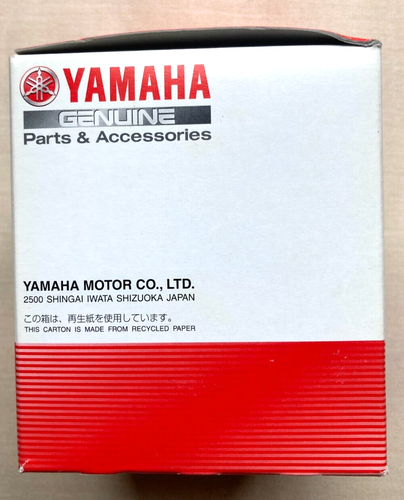 YAMAHA
GENUINE
Parts & Accessories
YAMAHA MOTOR CO., LTD.
2500 SHINGAI IWATA SHIZUOKA JAPAN
この箱は、再生紙を使用しています。
THIS CARTON IS MADE FROM RECYCLED PAPER